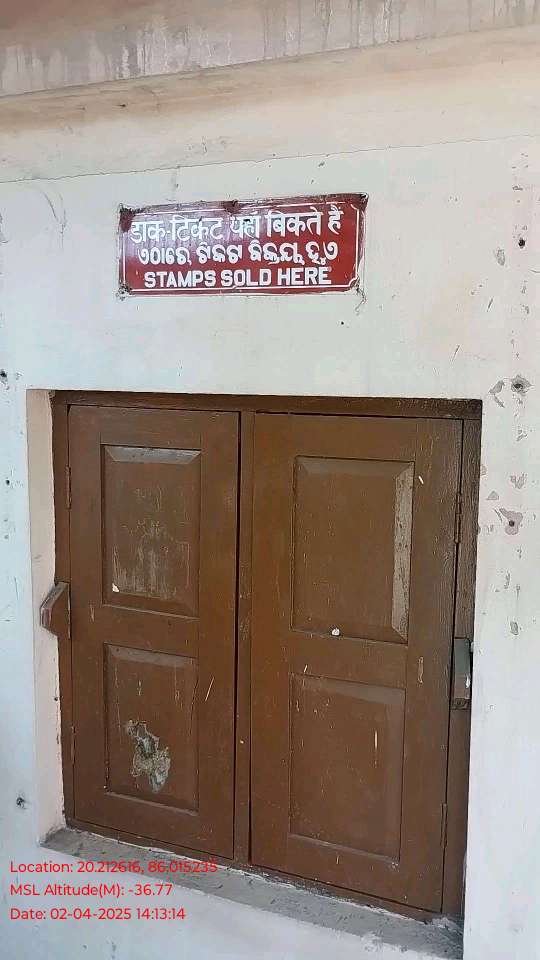 डाक-टिकट यहाँ बिकते हैं
ଏଠାରେ ଟିକଟ ବିକ୍ରୟ ହୁଏ
STAMPS SOLD HERE
Location: 20.212616, 86.015235
MSL Altitude(M): -36.77
Date: 02-04-2025 14:13:14